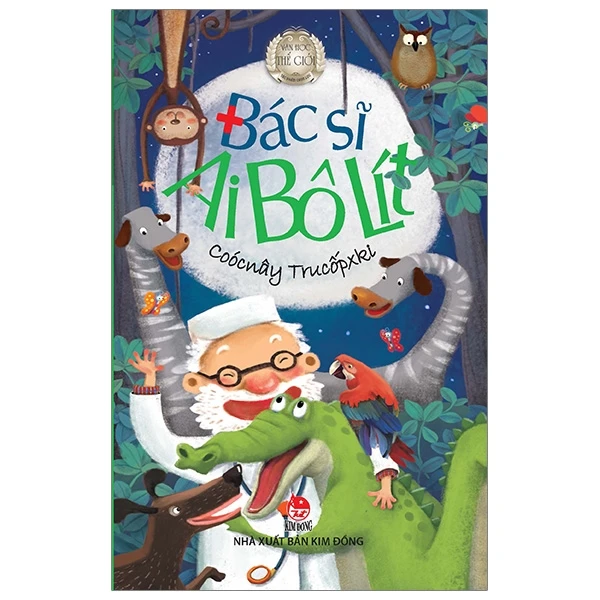 VĂN HỌC
THẾ GIỚI
Bác sĩ
Ai Bô Lít
Coócnây Trucốpxki
KIM ĐỒNG
NHÀ XUẤT BẢN KIM ĐỒNG